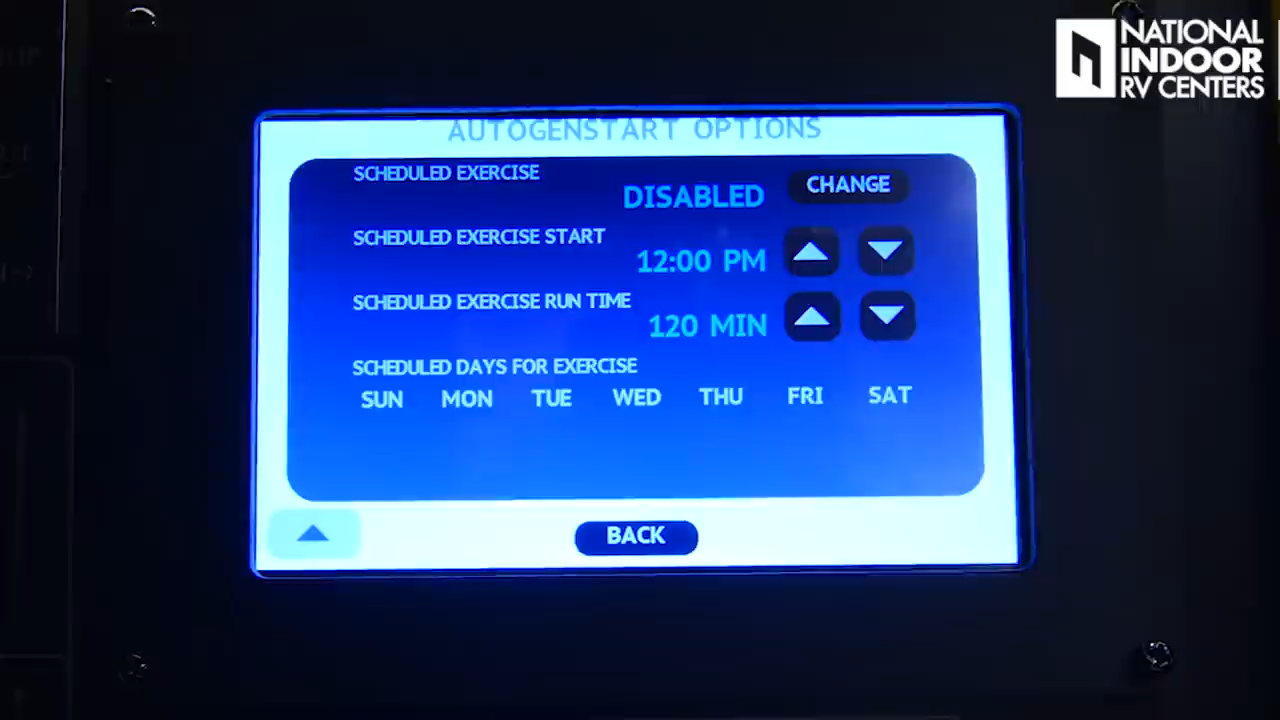 NATIONAL
INDOOR
RV CENTERS
AUTOGENSTART OPTIONS
SCHEDULED EXERCISE
DISABLED
CHANGE
SCHEDULED EXERCISE START
12:00 PM
SCHEDULED EXERCISE RUN TIME
120 MIN
SCHEDULED DAYS FOR EXERCISE
SUN MON TUE WED THU FRI SAT
BACK